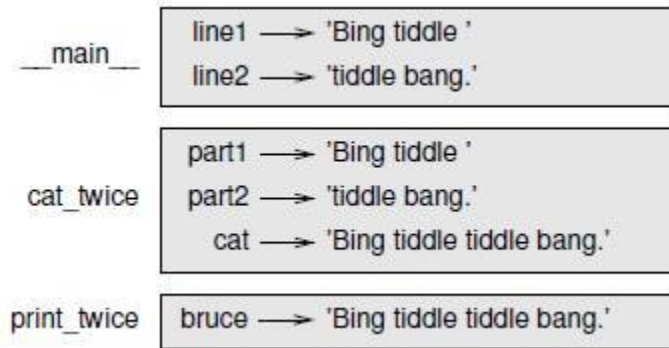 __main__
line1 → 'Bing tiddle '
line2 → 'tiddle bang.'
cat_twice
part1 → 'Bing tiddle '
part2 → 'tiddle bang.'
cat → 'Bing tiddle tiddle bang.'
print_twice
bruce → 'Bing tiddle tiddle bang.'